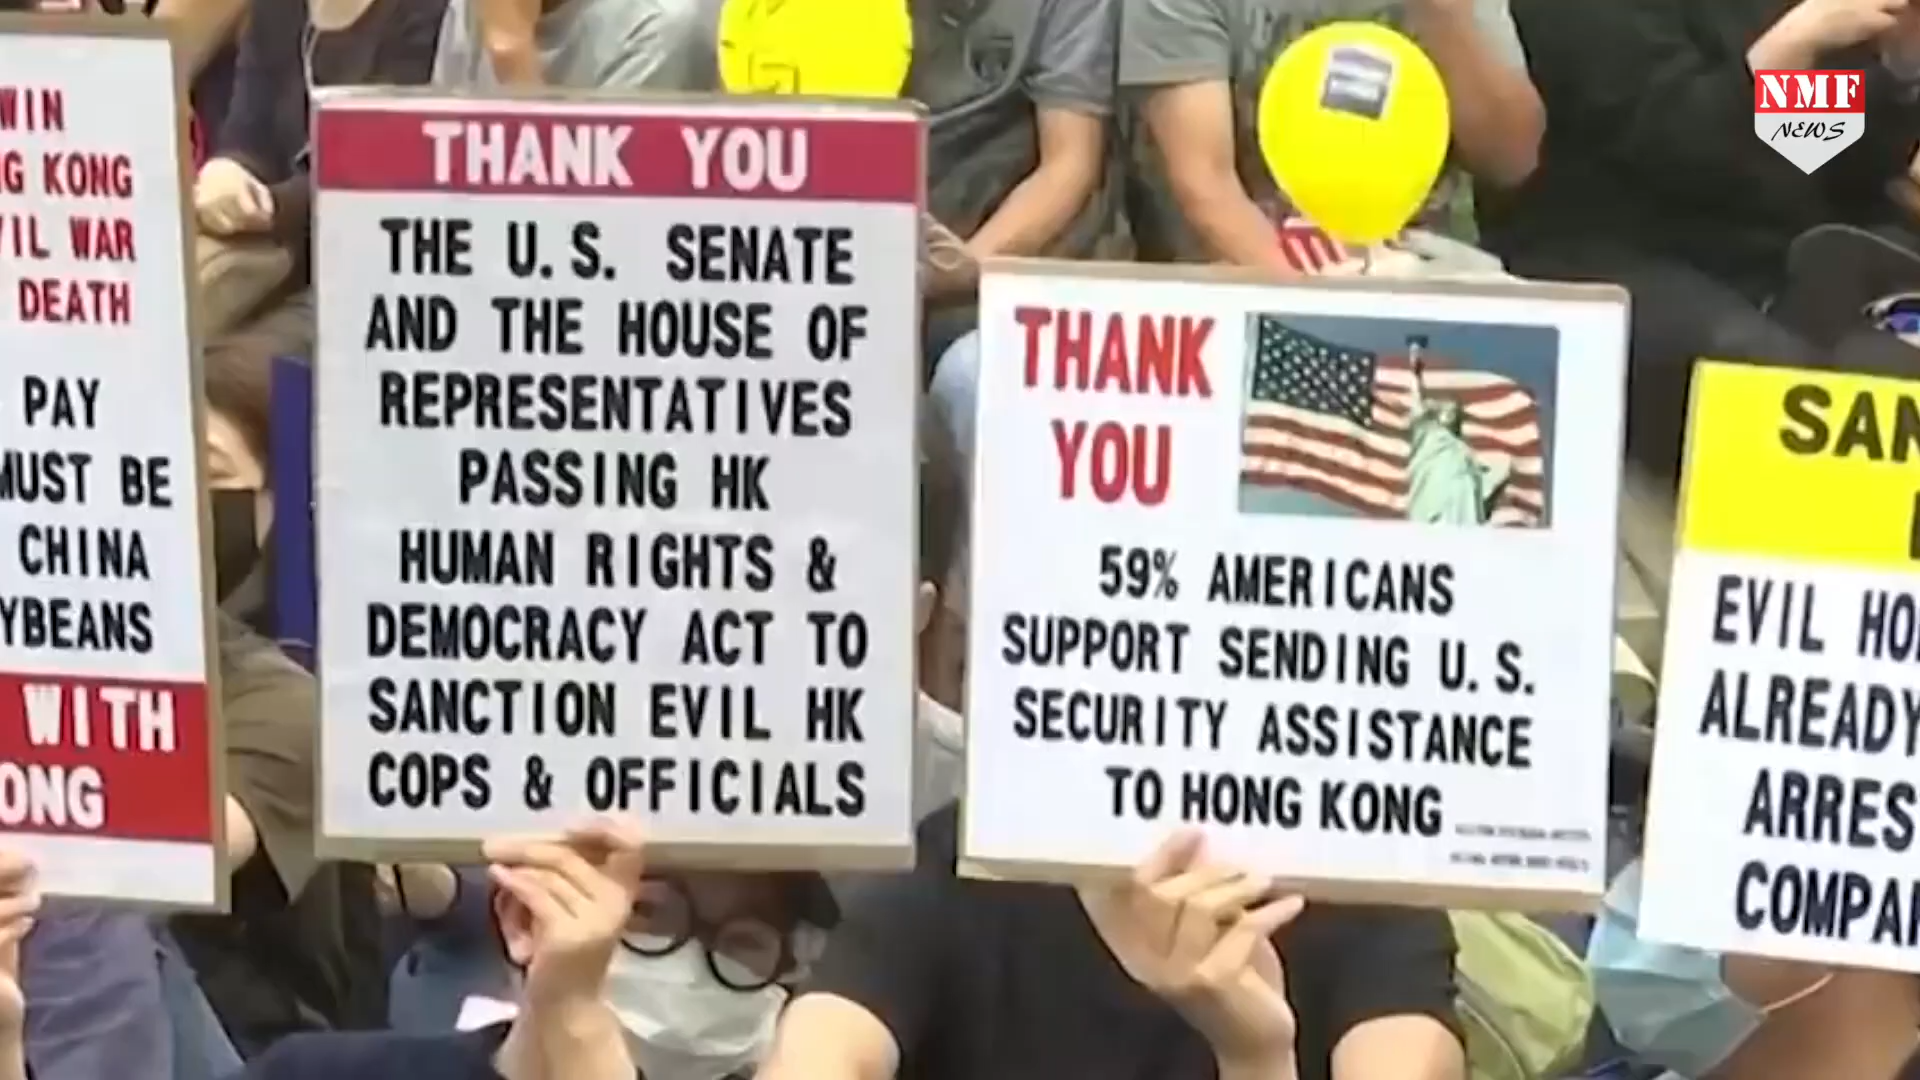 WIN
G KONG
IL WAR
DEATH
PAY
MUST BE
CHINA
YBEANS
WITH
ONG
THANK YOU
THE U.S. SENATE
AND THE HOUSE OF
REPRESENTATIVES
PASSING HK
HUMAN RIGHTS &
DEMOCRACY ACT TO
SANCTION EVIL HK
COPS & OFFICIALS
THANK
YOU
59% AMERICANS
SUPPORT SENDING U.S.
SECURITY ASSISTANCE
TO HONG KONG
SAN
EVIL HO
ALREADY
ARRES
COMPA
NMF
NEWS